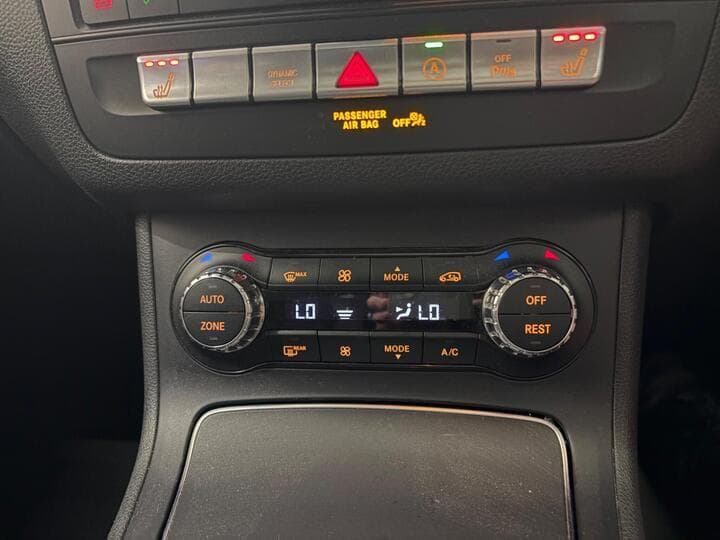 DYNAMIC
SELECT
A
OFF
PASSENGER
AIR BAG
OFF
MAX
MODE
AUTO
ZONE
LO
LO
OFF
REST
REAR
MODE
A/C